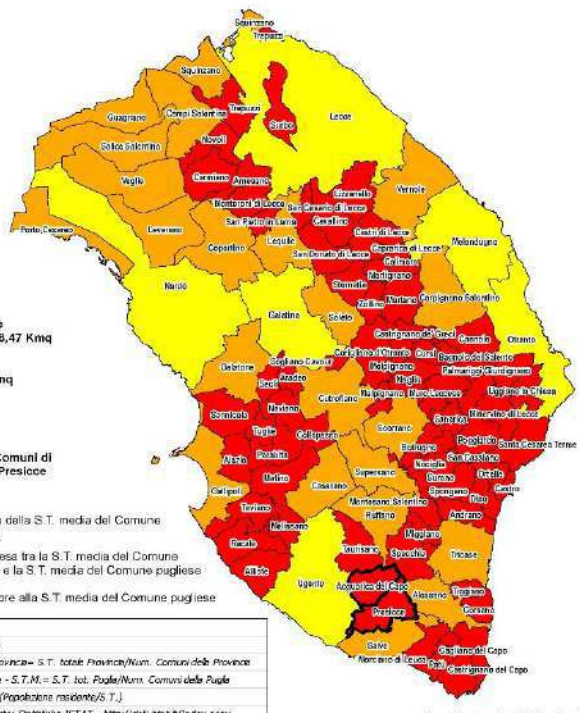 Squinzano
Trepuzzi
Squinzano
Lecce
Guagnano
Campi Salentina
Trepuzzi
Surbo
Salice Salentino
Novoli
Veglie
Carmiano
Arnesano
Lizzanello
Vernole
Monteroni di Lecce
San Cesario di Lecce
San Pietro in Lama
Cavallino
Porto Cesareo
Leverano
Castri di Lecce
Melendugno
Copertino
Lequile
Caprarica di Lecce
San Donato di Lecce
Calimera
Martignano
Sternatia
Carpignano Salentino
Nardò
Zollino
Martano
Galatina
Soleto
8,47 Kmq
Castrignano de' Greci
Cannole
Otranto
Corigliano d'Otranto
Cursi
Bagnolo del Salento
Galatone
Sogliano Cavour
Melpignano
Palmariggi
Giurdignano
Seclì
Aradeo
Maglie
Uggiano la Chiesa
Neviano
Cutrofiano
Melpignano
Muro Leccese
Minervino di Lecce
Sannicola
Sanarica
Tuglie
Collepasso
Scorrano
Poggiardo
Santa Cesarea Terme
Botrugno
San Cassiano
Comuni di
Presicce
Alezio
Parabita
Nociglia
Ortelle
Matino
Supersano
Surano
Castro
Gallipoli
Casarano
Spongano
Diso
Montesano Salentino
Andrano
Taviano
Ruffano
della S.T. media del Comune
Melissano
Miggiano
Racale
Taurisano
Specchia
Tricase
esa tra la S.T. media del Comune
e la S.T. media del Comune pugliese
Alliste
Ugento
Acquarica del Capo
Alessano
Tiggiano
ore alla S.T. media del Comune pugliese
Presicce
Corsano
Salve
Gagliano del Capo
Morciano di Leuca
Patù
Castrignano del Capo
Provincia= S.T. totale Provincia/Num. Comuni della Provincia
- S.T.M.= S.T. tot. Puglia/Num. Comuni della Puglia
(Popolazione residente/S.T.)